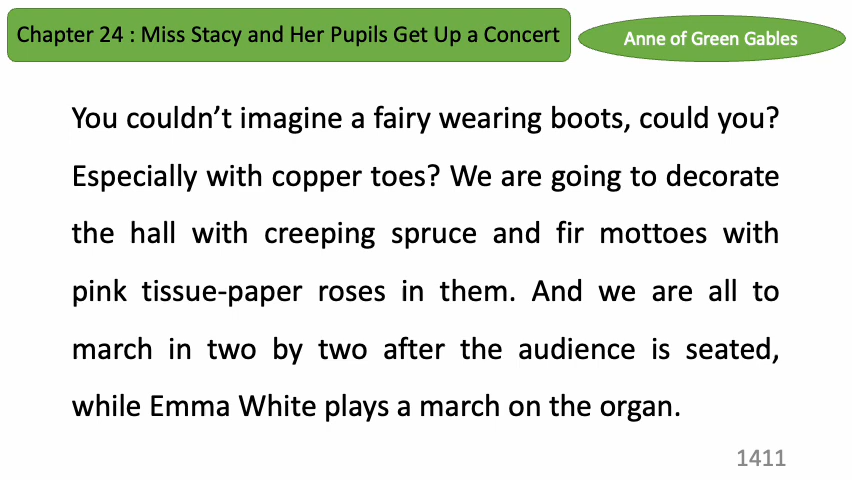 Chapter 24 : Miss Stacy and Her Pupils Get Up a Concert
Anne of Green Gables
You couldn’t imagine a fairy wearing boots, could you?
Especially with copper toes? We are going to decorate
the hall with creeping spruce and fir mottoes with
pink tissue-paper roses in them. And we are all to
march in two by two after the audience is seated,
while Emma White plays a march on the organ.
1411